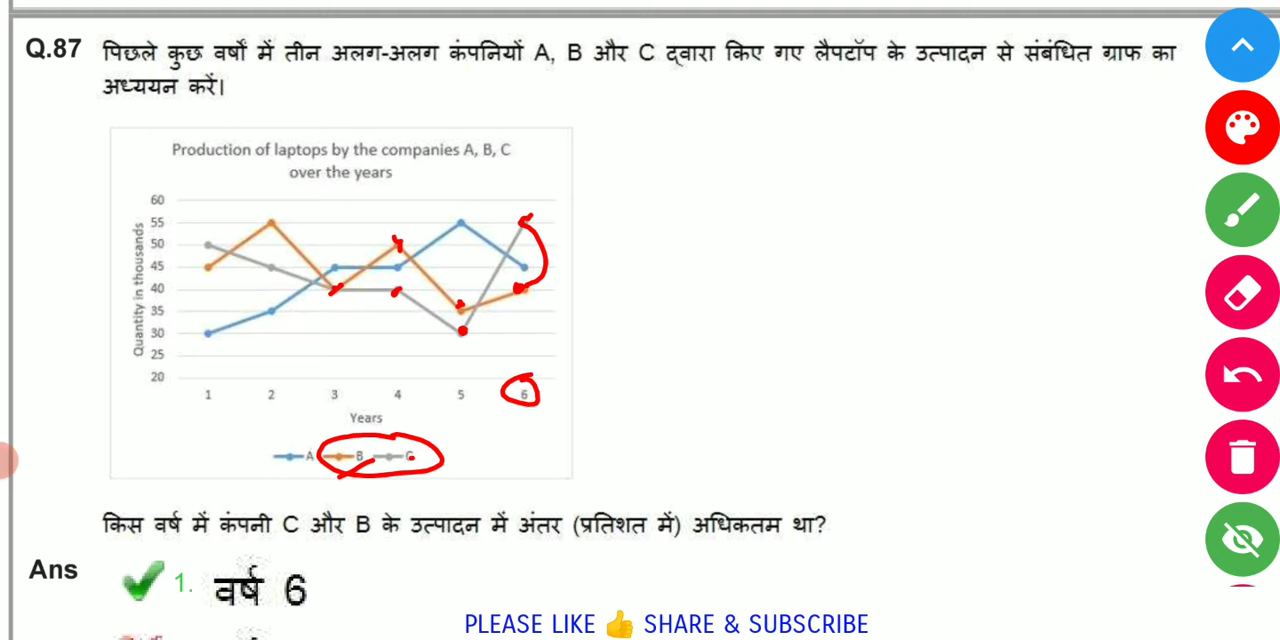 Q.87 पिछले कुछ वर्षों में तीन अलग-अलग कंपनियों A, B और C द्वारा किए गए लैपटॉप के उत्पादन से संबंधित ग्राफ का
अध्ययन करें।
Production of laptops by the companies A, B, C
over the years
Quantity in thousands
60
55
50
45
40
35
30
25
20
1 2 3 4 5 6
Years
A B C
किस वर्ष में कंपनी C और B के उत्पादन में अंतर (प्रतिशत में) अधिकतम था?
Ans 1. वर्ष 6
PLEASE LIKE 👍 SHARE & SUBSCRIBE